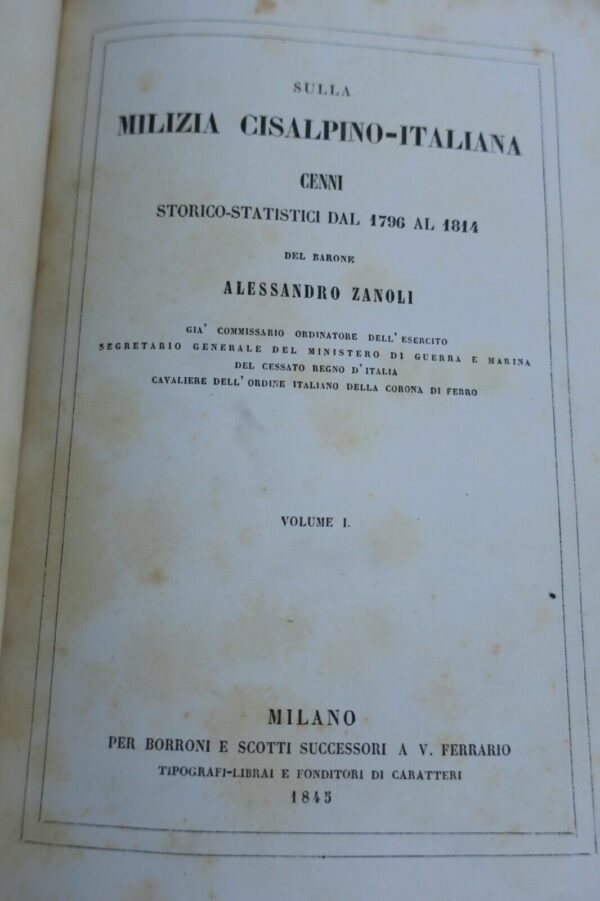 SULLA
MILIZIA CISALPINO-ITALIANA
CENNI
STORICO-STATISTICI DAL 1796 AL 1814
DEL BARONE
ALESSANDRO ZANOLI
GIA' COMMISSARIO ORDINATORE DELL' ESERCITO
SEGRETARIO GENERALE DEL MINISTERO DI GUERRA E MARINA
DEL CESSATO REGNO D'ITALIA
CAVALIERE DELL' ORDINE ITALIANO DELLA CORONA DI FERRO
VOLUME I.
MILANO
PER BORRONI E SCOTTI SUCCESSORI A V. FERRARIO
TIPOGRAFI-LIBRAI E FONDITORI DI CARATTERI
1845